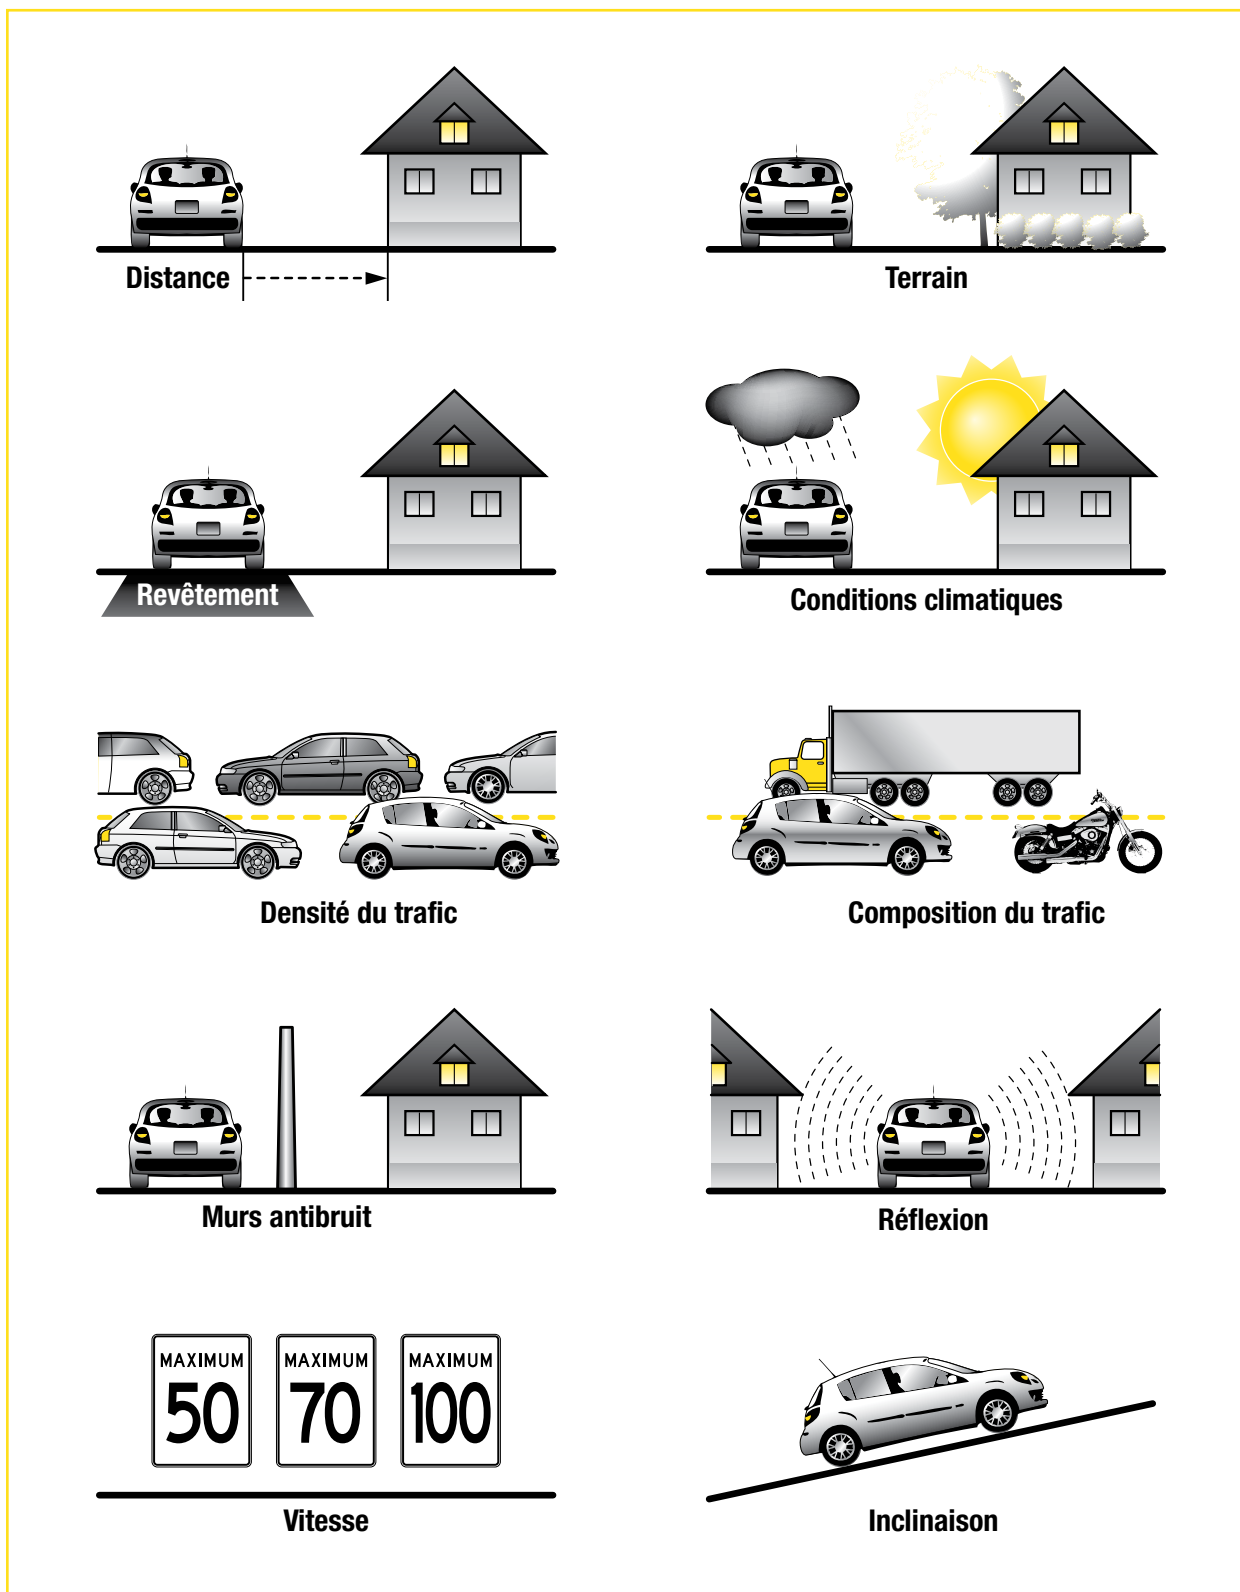 Distance
Terrain
Revêtement
Conditions climatiques
Densité du trafic
Composition du trafic
Murs antibruit
Réflexion
MAXIMUM
50
MAXIMUM
70
MAXIMUM
100
Vitesse
Inclinaison